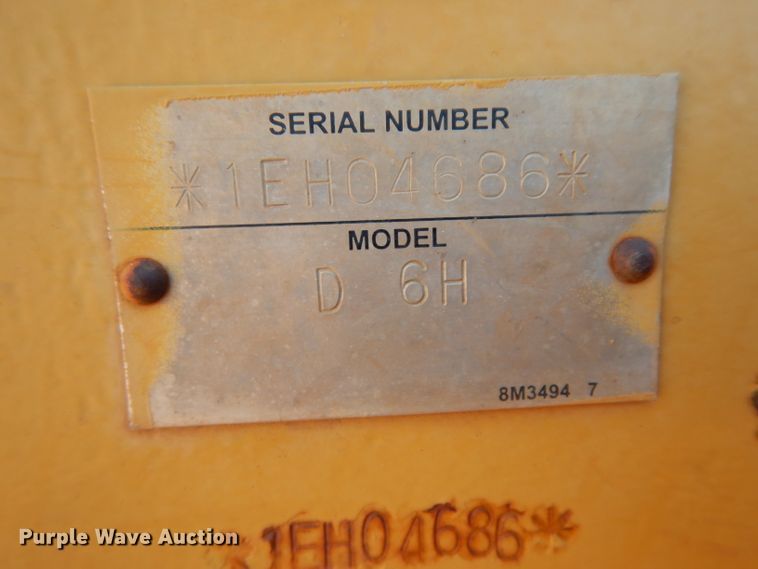 SERIAL NUMBER
*1EH04686*
MODEL
D 6H
8M3494 7
*1EH04686*
Purple Wave Auction